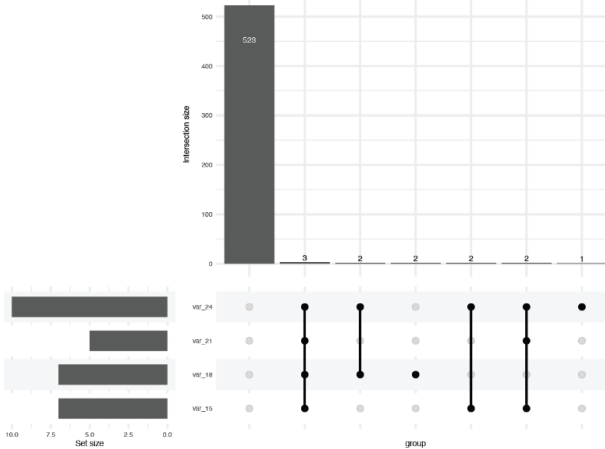 500
523
400
300
200
100
0
Intersection size
3
2
2
2
2
1
var_24
var_21
var_18
var_15
10.0
7.5
5.0
2.5
0.0
Set size
group